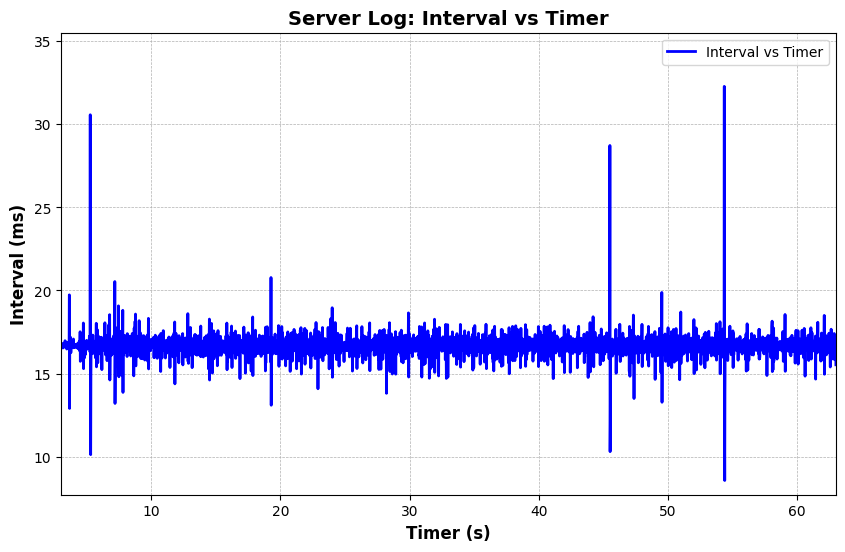 Server Log: Interval vs Timer
Interval vs Timer
Interval (ms)
35
30
25
20
15
10
10 20 30 40 50 60
Timer (s)